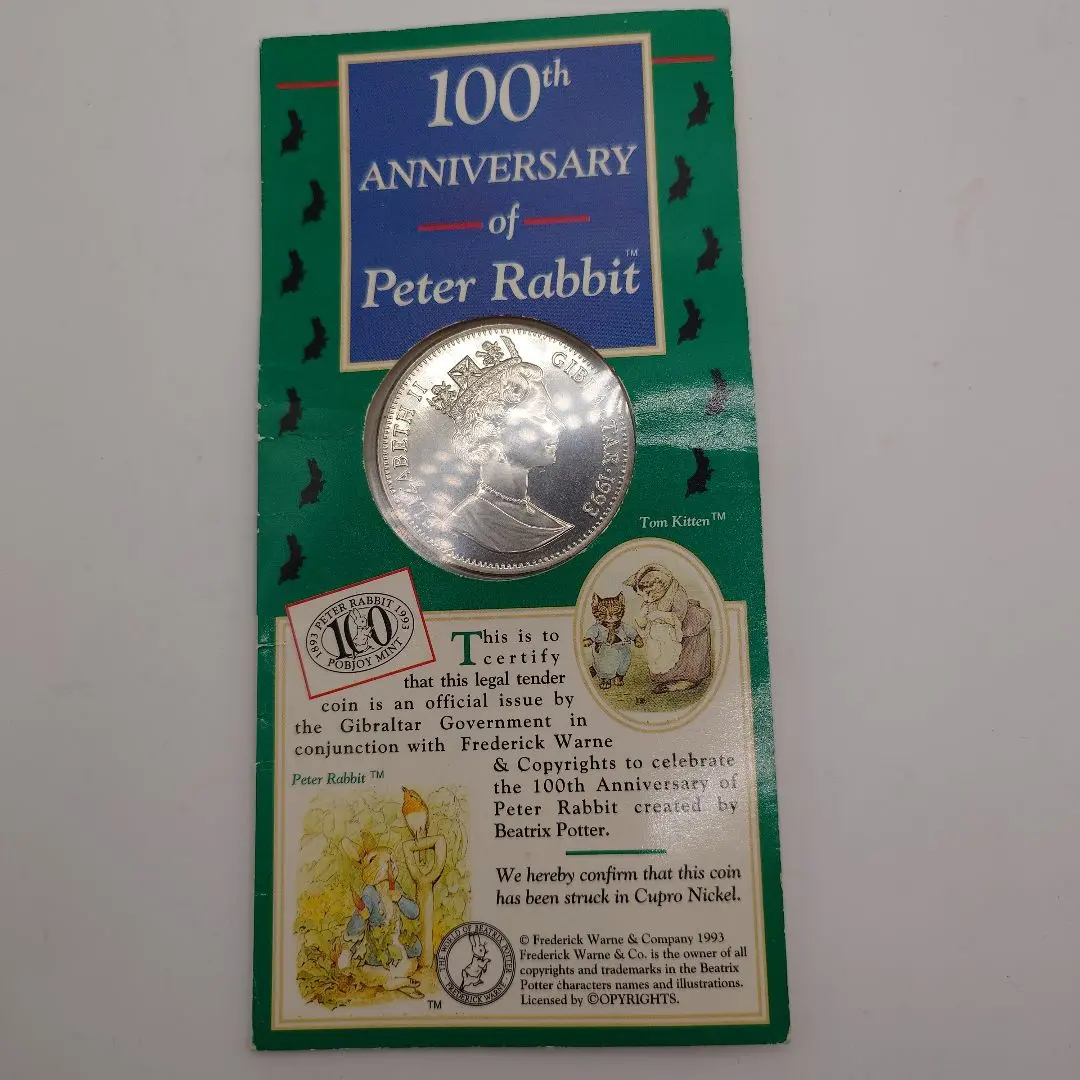 100th
ANNIVERSARY
of
Peter Rabbit™
ELIZABETH II
GIBRALTAR·1993
Tom Kitten™
1893 PETER RABBIT 1993
100
POBJOY MINT
This is to
certify
that this legal tender
coin is an official issue by
the Gibraltar Government in
conjunction with Frederick Warne
& Copyrights to celebrate
the 100th Anniversary of
Peter Rabbit created by
Beatrix Potter.
Peter Rabbit™
We hereby confirm that this coin
has been struck in Cupro Nickel.
THE WORLD OF BEATRIX POTTER
FREDERICK WARNE
TM
© Frederick Warne & Company 1993
Frederick Warne & Co. is the owner of all
copyrights and trademarks in the Beatrix
Potter characters names and illustrations.
Licensed by ©OPYRIGHTS.